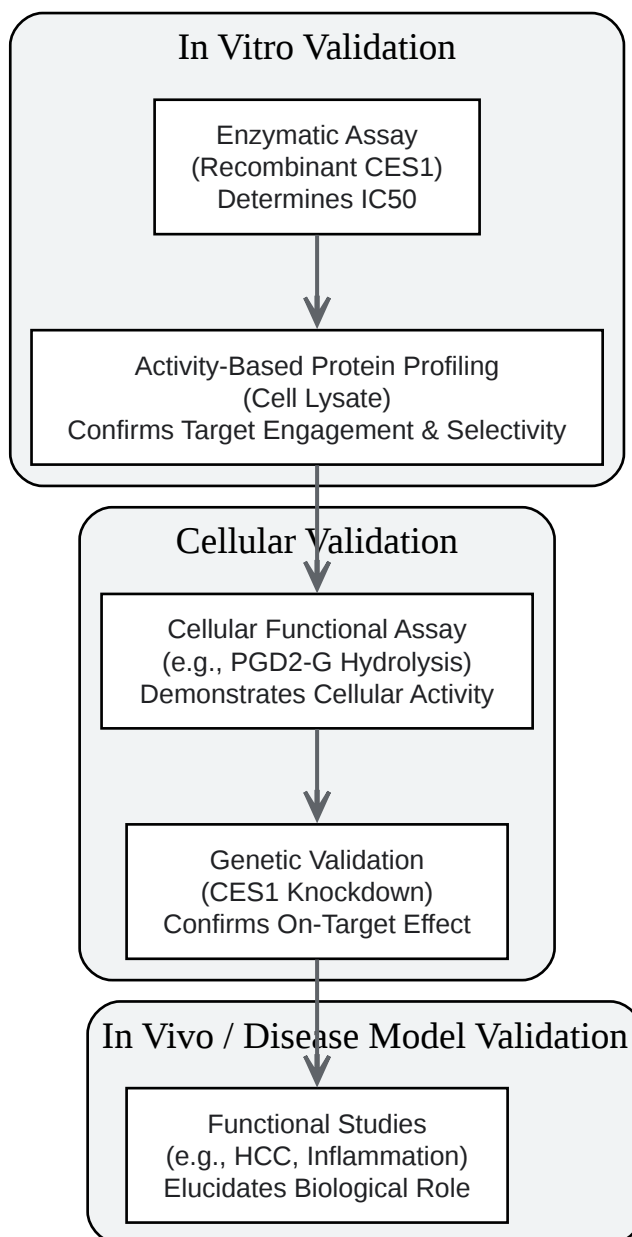 In Vitro Validation
Enzymatic Assay
(Recombinant CES1)
Determines IC50
Activity-Based Protein Profiling
(Cell Lysate)
Confirms Target Engagement & Selectivity
Cellular Validation
Cellular Functional Assay
(e.g., PGD2-G Hydrolysis)
Demonstrates Cellular Activity
Genetic Validation
(CES1 Knockdown)
Confirms On-Target Effect
In Vivo / Disease Model Validation
Functional Studies
(e.g., HCC, Inflammation)
Elucidates Biological Role